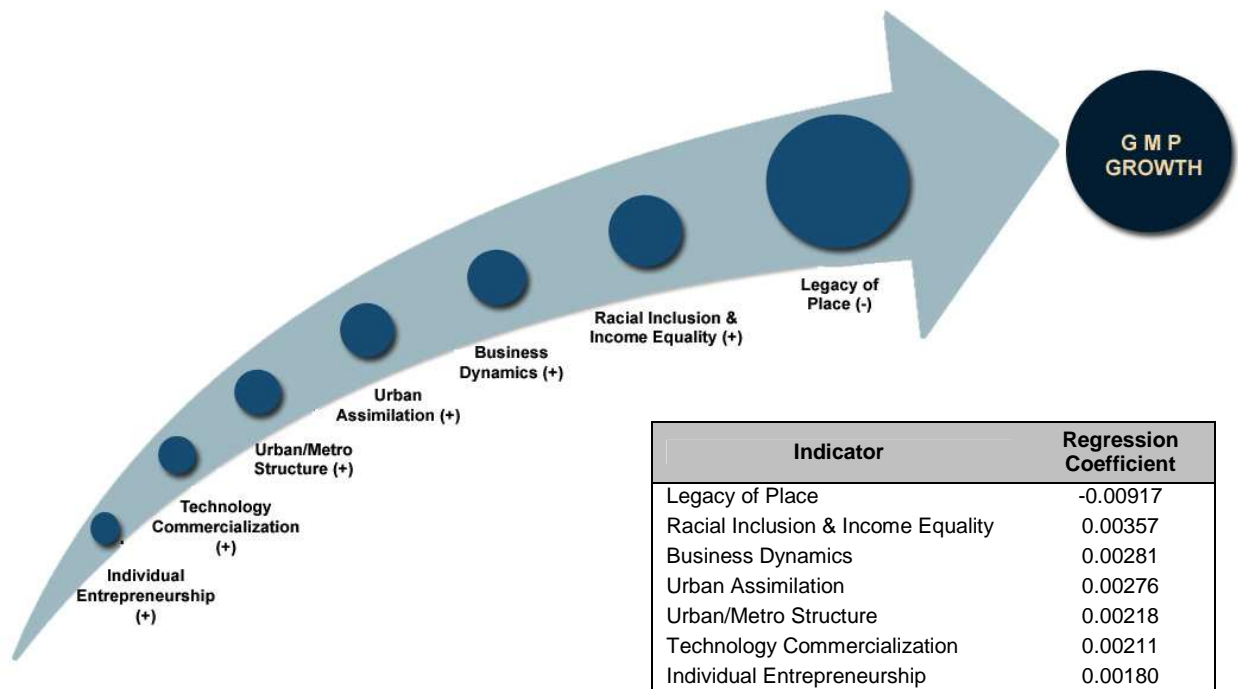 G M P
GROWTH
Legacy of
Place (-)
Racial Inclusion &
Income Equality (+)
Business
Dynamics (+)
Urban
Assimilation (+)
Urban/Metro
Structure (+)
Technology
Commercialization
(+)
Individual
Entrepreneurship
(+)
Indicator Regression Coefficient
Legacy of Place -0.00917
Racial Inclusion & Income Equality 0.00357
Business Dynamics 0.00281
Urban Assimilation 0.00276
Urban/Metro Structure 0.00218
Technology Commercialization 0.00211
Individual Entrepreneurship 0.00180